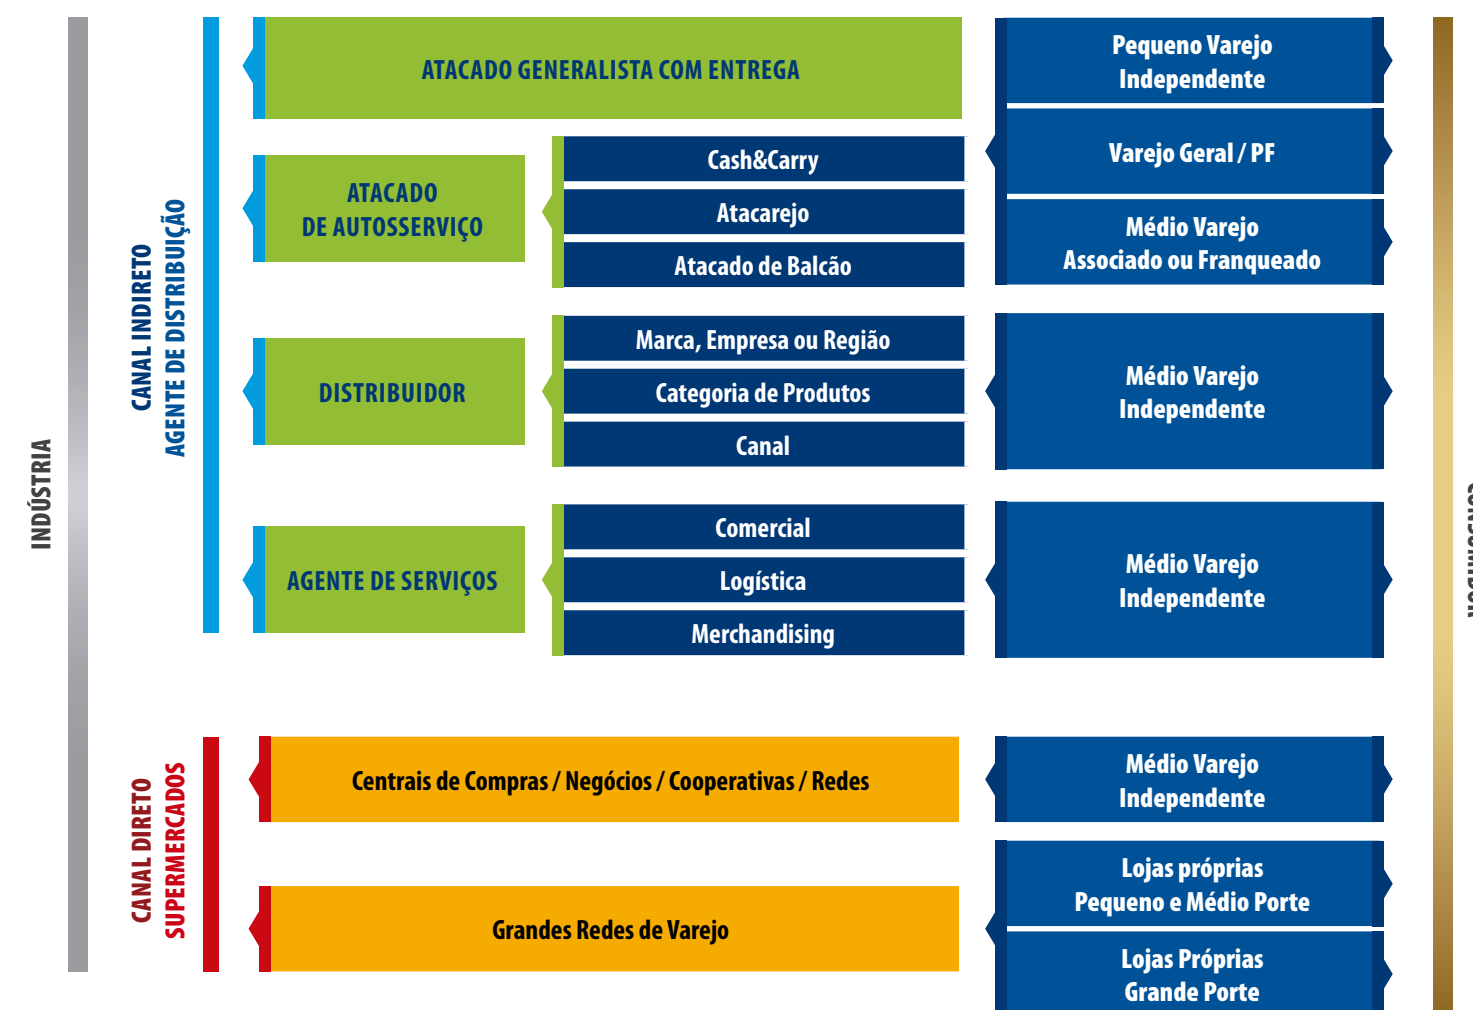 INDÚSTRIA
CANAL INDIRETO
AGENTE DE DISTRIBUIÇÃO
ATACADO GENERALISTA COM ENTREGA
ATACADO
DE AUTOSSERVIÇO
Cash&Carry
Atacarejo
Atacado de Balcão
Pequeno Varejo
Independente
Varejo Geral / PF
Médio Varejo
Associado ou Franqueado
DISTRIBUIDOR
Marca, Empresa ou Região
Categoria de Produtos
Canal
Médio Varejo
Independente
AGENTE DE SERVIÇOS
Comercial
Logística
Merchandising
Médio Varejo
Independente
CANAL DIRETO
SUPERMERCADOS
Centrais de Compras / Negócios / Cooperativas / Redes
Médio Varejo
Independente
Grandes Redes de Varejo
Lojas próprias
Pequeno e Médio Porte
Lojas Próprias
Grande Porte